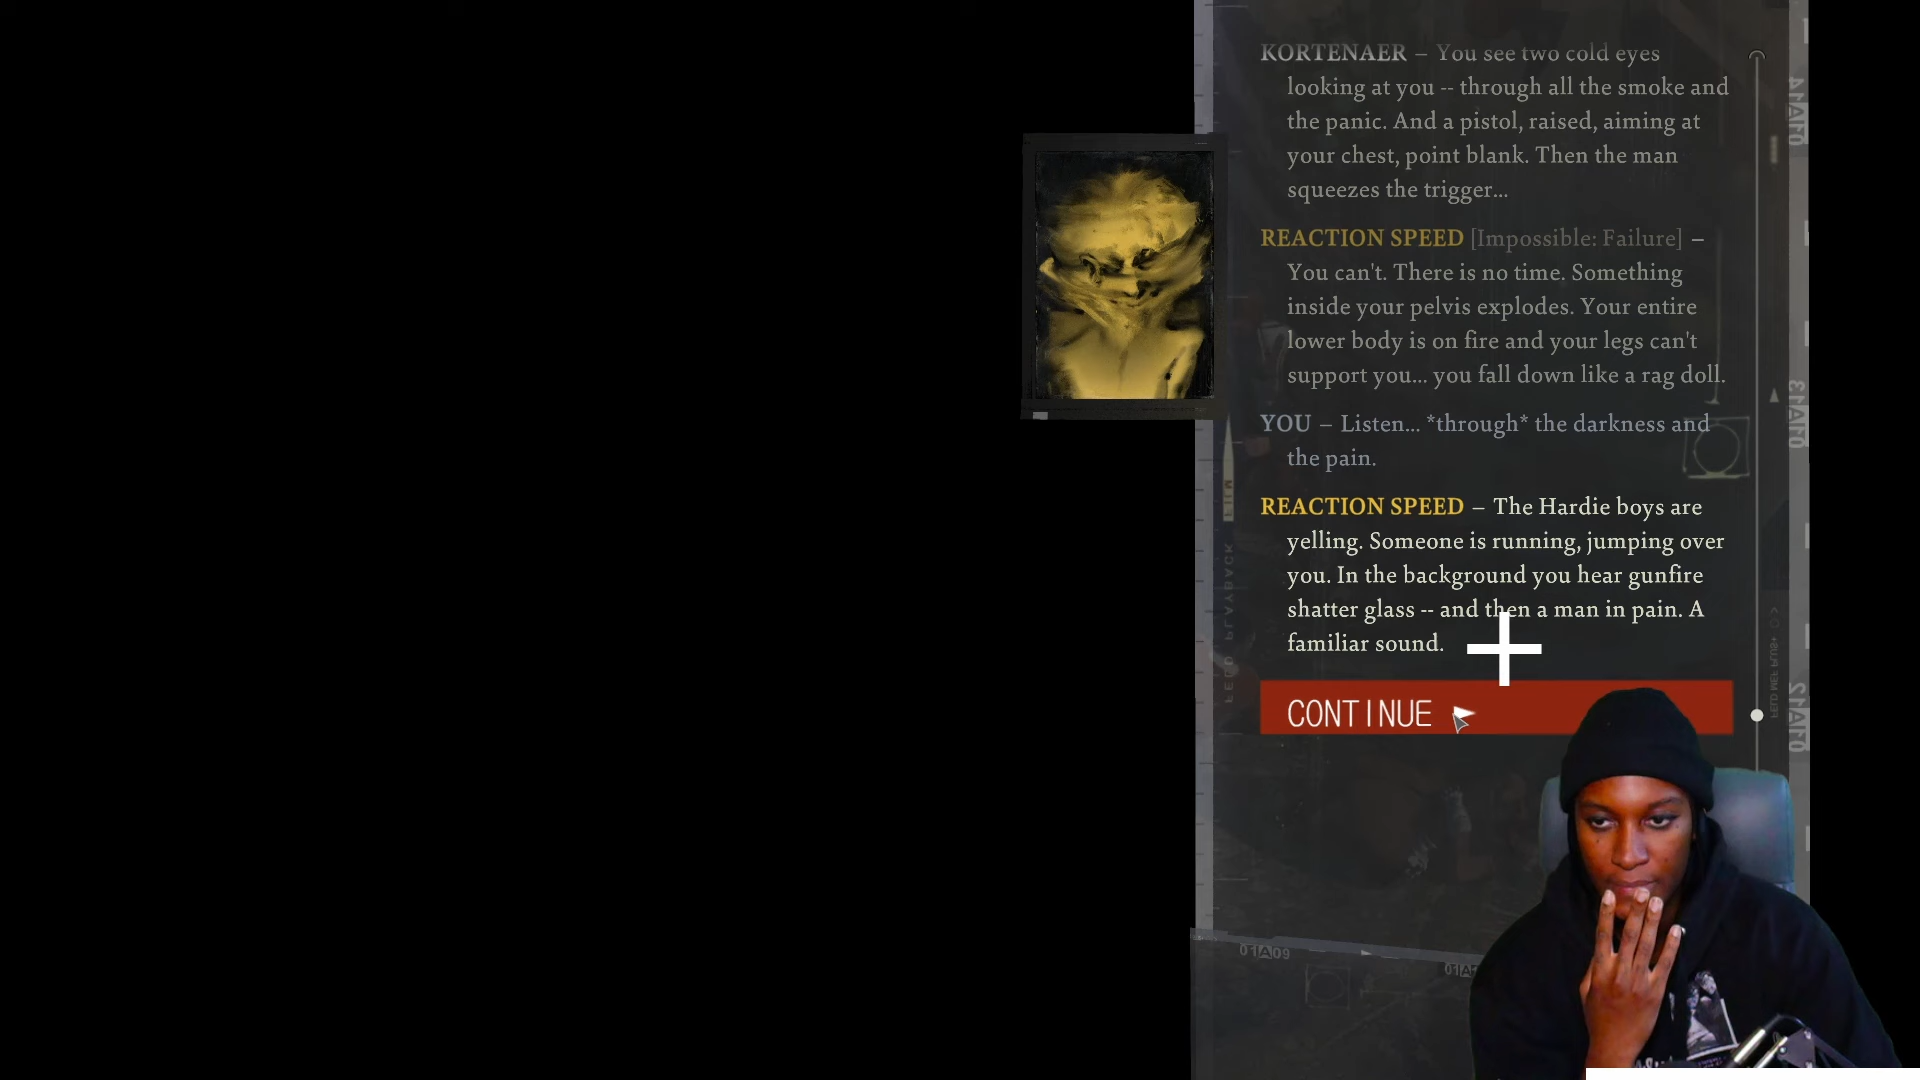 KORTENAER – You see two cold eyes
looking at you -- through all the smoke and
the panic. And a pistol, raised, aiming at
your chest, point blank. Then the man
squeezes the trigger...
REACTION SPEED [Impossible: Failure] –
You can't. There is no time. Something
inside your pelvis explodes. Your entire
lower body is on fire and your legs can't
support you... you fall down like a rag doll.
YOU – Listen... *through* the darkness and
the pain.
REACTION SPEED – The Hardie boys are
yelling. Someone is running, jumping over
you. In the background you hear gunfire
shatter glass -- and then a man in pain. A
familiar sound.
CONTINUE